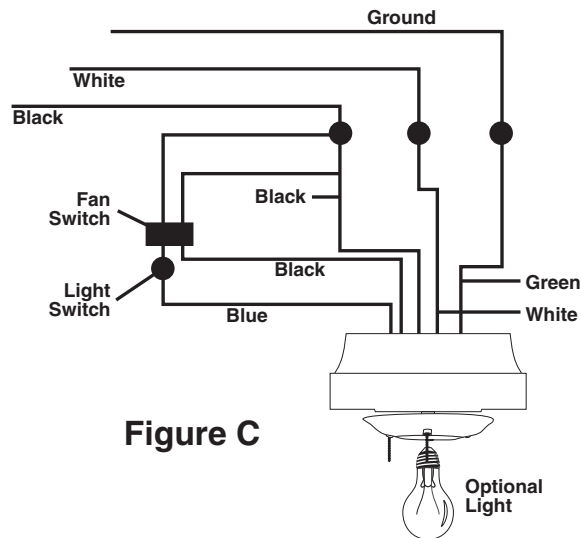 Ground
White
Black
Fan
Switch
Black
Black
Light
Switch
Blue
Green
White
Figure C
Optional
Light